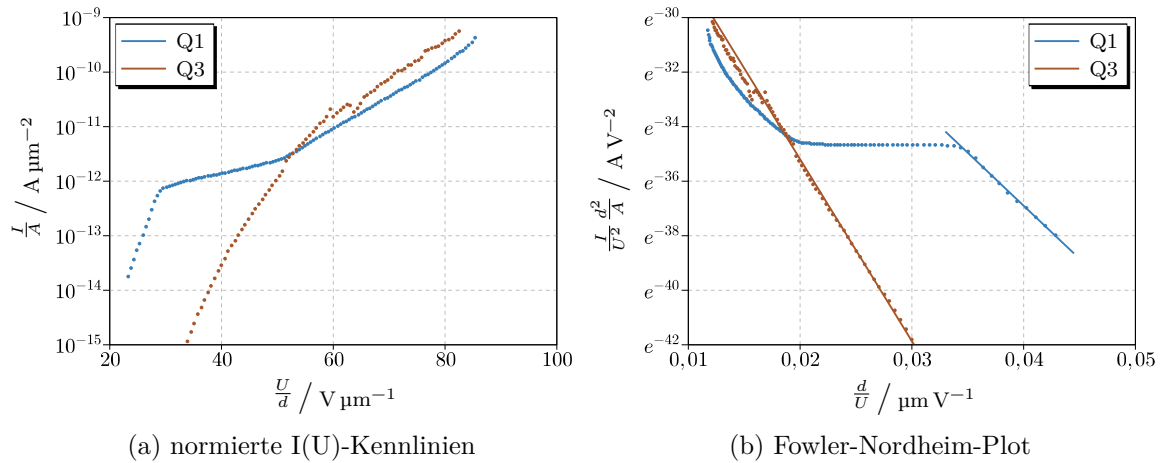 10⁻⁹
10⁻¹⁰
10⁻¹¹
10⁻¹²
10⁻¹³
10⁻¹⁴
10⁻¹⁵
I/A / A µm⁻²
Q1
Q3
20 40 60 80 100
U/d / V µm⁻¹
(a) normierte I(U)-Kennlinien
e⁻³⁰
e⁻³²
e⁻³⁴
e⁻³⁶
e⁻³⁸
e⁻⁴⁰
e⁻⁴²
I/U² d²/A / A V⁻²
Q1
Q3
0,01 0,02 0,03 0,04 0,05
d/U / µm V⁻¹
(b) Fowler-Nordheim-Plot